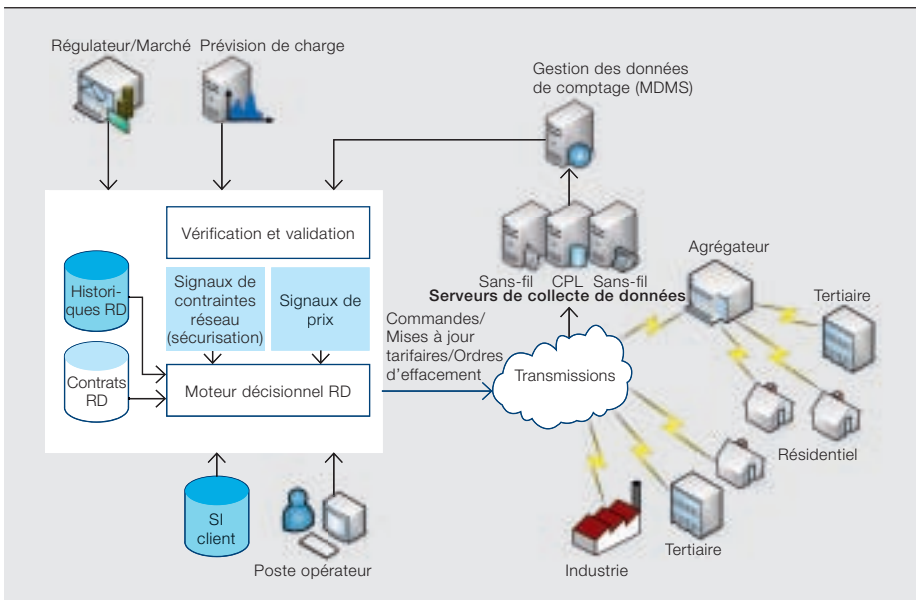 Régulateur/Marché
Prévision de charge
Gestion des données
de comptage (MDMS)
Vérification et validation
Histori-
ques RD
Signaux de
contraintes
réseau
(sécurisation)
Signaux de
prix
Contrats
RD
Moteur décisionnel RD
Sans-fil
CPL
Sans-fil
Serveurs de collecte de données
Commandes/
Mises à jour
tarifaires/Ordres
d'effacement
Transmissions
Agrégateur
Tertiaire
Résidentiel
SI
client
Poste opérateur
Industrie
Tertiaire